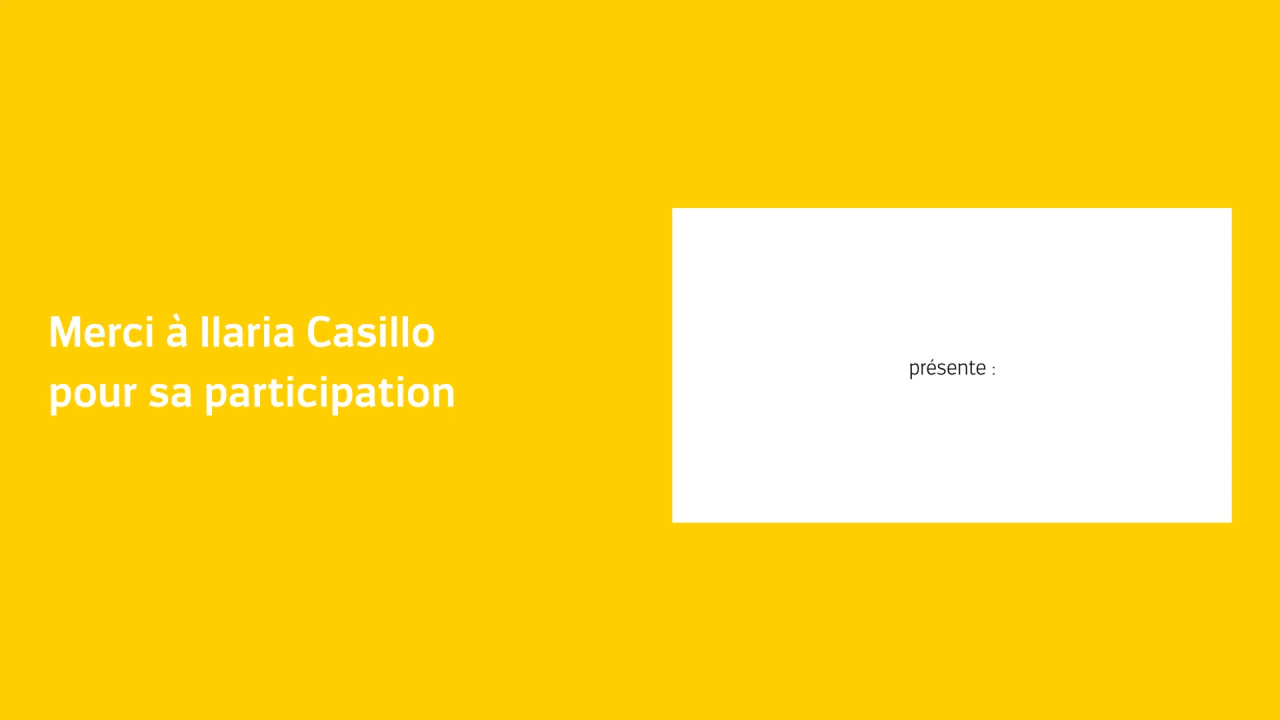 Merci à Ilaria Casillo
pour sa participation
présente :